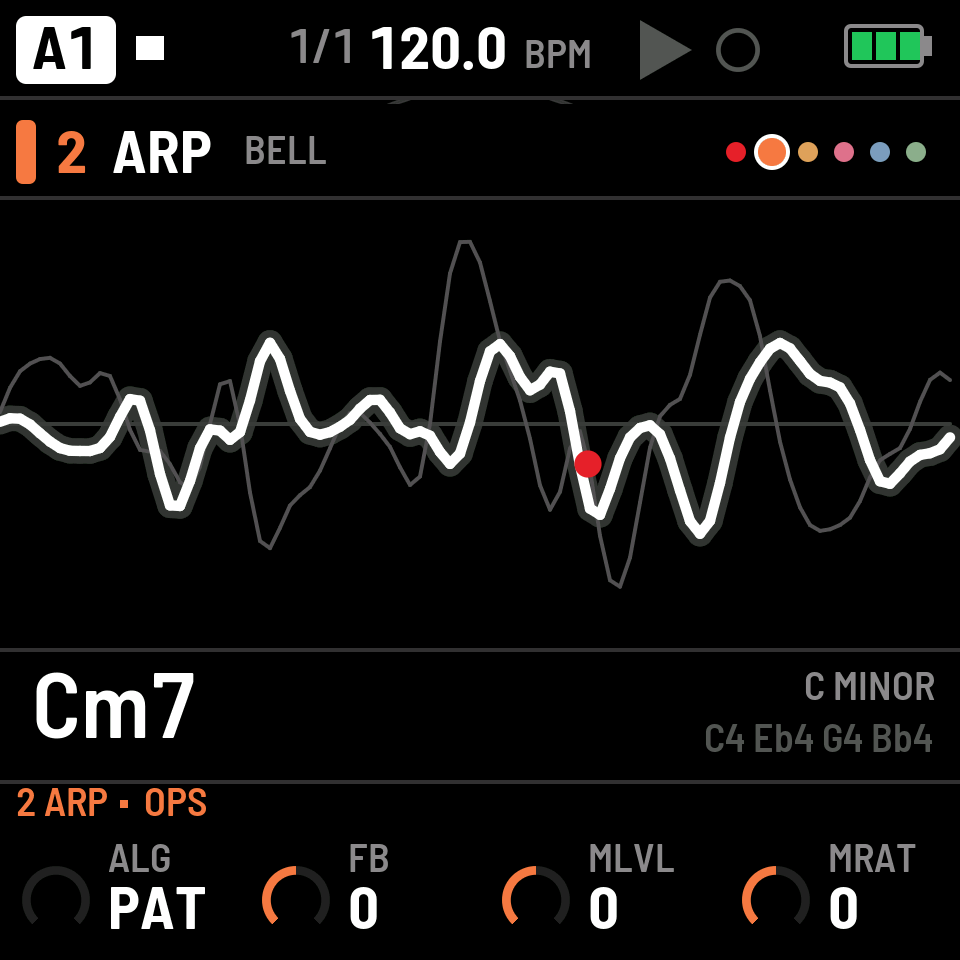 A1 1/1 120.0 BPM
2 ARP BELL
Cm7
C MINOR
C4 Eb4 G4 Bb4
2 ARP · OPS
ALG FB MLVL MRAT
PAT 0 0 0